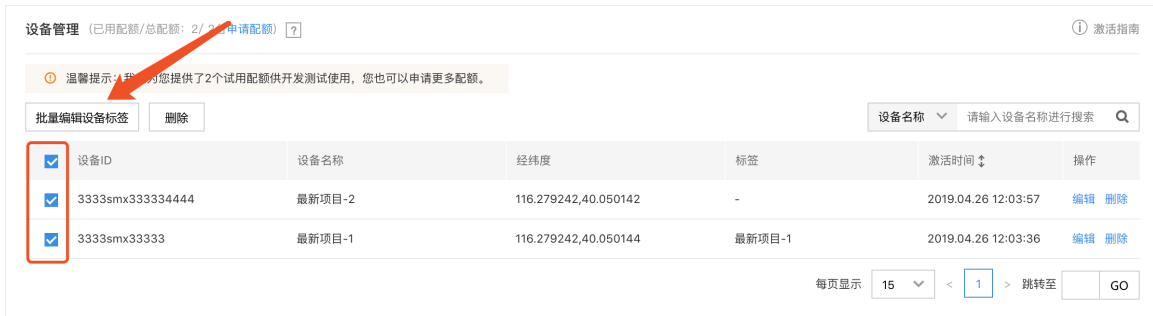 设备管理 (已用配额/总配额: 2/ 2 申请配额) ?
激活指南
温馨提示: 我 为您提供了2个试用配额供开发测试使用，您也可以申请更多配额。
批量编辑设备标签 删除
设备名称 请输入设备名称进行搜索
设备ID 设备名称 经纬度 标签 激活时间 操作
3333smx333334444 最新项目-2 116.279242,40.050142 - 2019.04.26 12:03:57 编辑 删除
3333smx33333 最新项目-1 116.279242,40.050144 最新项目-1 2019.04.26 12:03:36 编辑 删除
每页显示 15 < 1 > 跳转至 GO